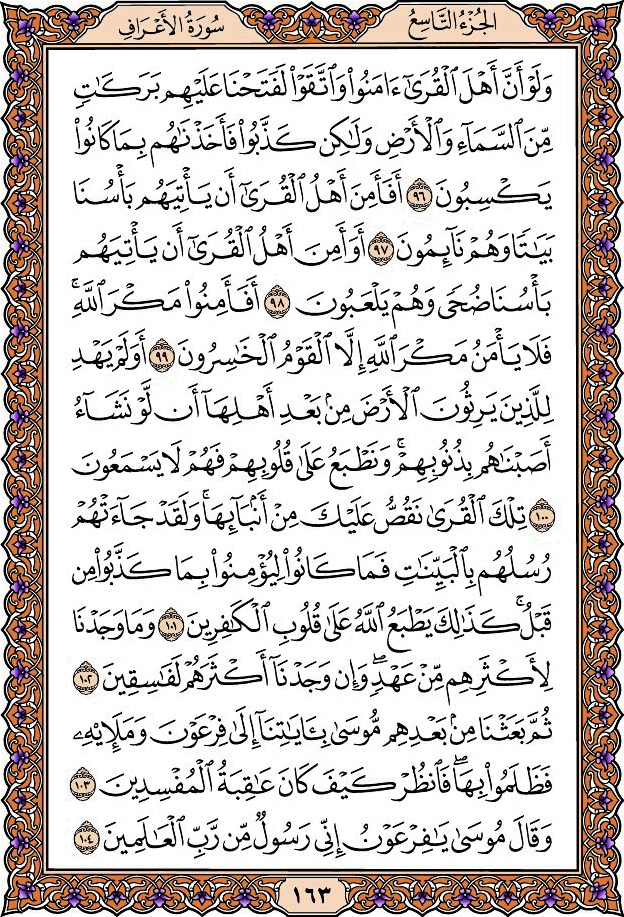 الجُزْءُ التَّاسِعُ
سُورَةُ الأَعْرَافِ
وَلَوْ أَنَّ أَهْلَ ٱلْقُرَىٰٓ ءَامَنُوا۟ وَٱتَّقَوْا۟ لَفَتَحْنَا عَلَيْهِم بَرَكَٰتٍ
مِّنَ ٱلسَّمَآءِ وَٱلْأَرْضِ وَلَٰكِن كَذَّبُوا۟ فَأَخَذْنَٰهُم بِمَا كَانُوا۟
يَكْسِبُونَ ٩٦ أَفَأَمِنَ أَهْلُ ٱلْقُرَىٰٓ أَن يَأْتِيَهُم بَأْسُنَا
بَيَٰتًا وَهُمْ نَآئِمُونَ ٩٧ أَوَأَمِنَ أَهْلُ ٱلْقُرَىٰٓ أَن يَأْتِيَهُم
بَأْسُنَا ضُحًى وَهُمْ يَلْعَبُونَ ٩٨ أَفَأَمِنُوا۟ مَكْرَ ٱللَّهِ ۚ
فَلَا يَأْمَنُ مَكْرَ ٱللَّهِ إِلَّا ٱلْقَوْمُ ٱلْخَٰسِرُونَ ٩٩ أَوَلَمْ يَهْدِ
لِلَّذِينَ يَرِثُونَ ٱلْأَرْضَ مِنۢ بَعْدِ أَهْلِهَآ أَن لَّوْ نَشَآءُ
أَصَبْنَٰهُم بِذُنُوبِهِمْ ۚ وَنَطْبَعُ عَلَىٰ قُلُوبِهِمْ فَهُمْ لَا يَسْمَعُونَ
١٠٠ تِلْكَ ٱلْقُرَىٰ نَقُصُّ عَلَيْكَ مِنْ أَنۢبَآئِهَا ۚ وَلَقَدْ جَآءَتْهُمْ
رُسُلُهُم بِٱلْبَيِّنَٰتِ فَمَا كَانُوا۟ لِيُؤْمِنُوا۟ بِمَا كَذَّبُوا۟ مِن
قَبْلُ ۚ كَذَٰلِكَ يَطْبَعُ ٱللَّهُ عَلَىٰ قُلُوبِ ٱلْكَٰفِرِينَ ١٠١ وَمَا وَجَدْنَا
لِأَكْثَرِهِم مِّنْ عَهْدٍ ۖ وَإِن وَجَدْنَآ أَكْثَرَهُمْ لَفَٰسِقِينَ ١٠٢
ثُمَّ بَعَثْنَا مِنۢ بَعْدِهِم مُّوسَىٰ بِـَٔايَٰتِنَآ إِلَىٰ فِرْعَوْنَ وَمَلَإِي۟هِۦ
فَظَلَمُوا۟ بِهَا ۖ فَٱنظُرْ كَيْفَ كَانَ عَٰقِبَةُ ٱلْمُفْسِدِينَ ١٠٣
وَقَالَ مُوسَىٰ يَٰفِرْعَوْنُ إِنِّى رَسُولٌ مِّن رَّبِّ ٱلْعَٰلَمِينَ ١٠٤
١٦٣